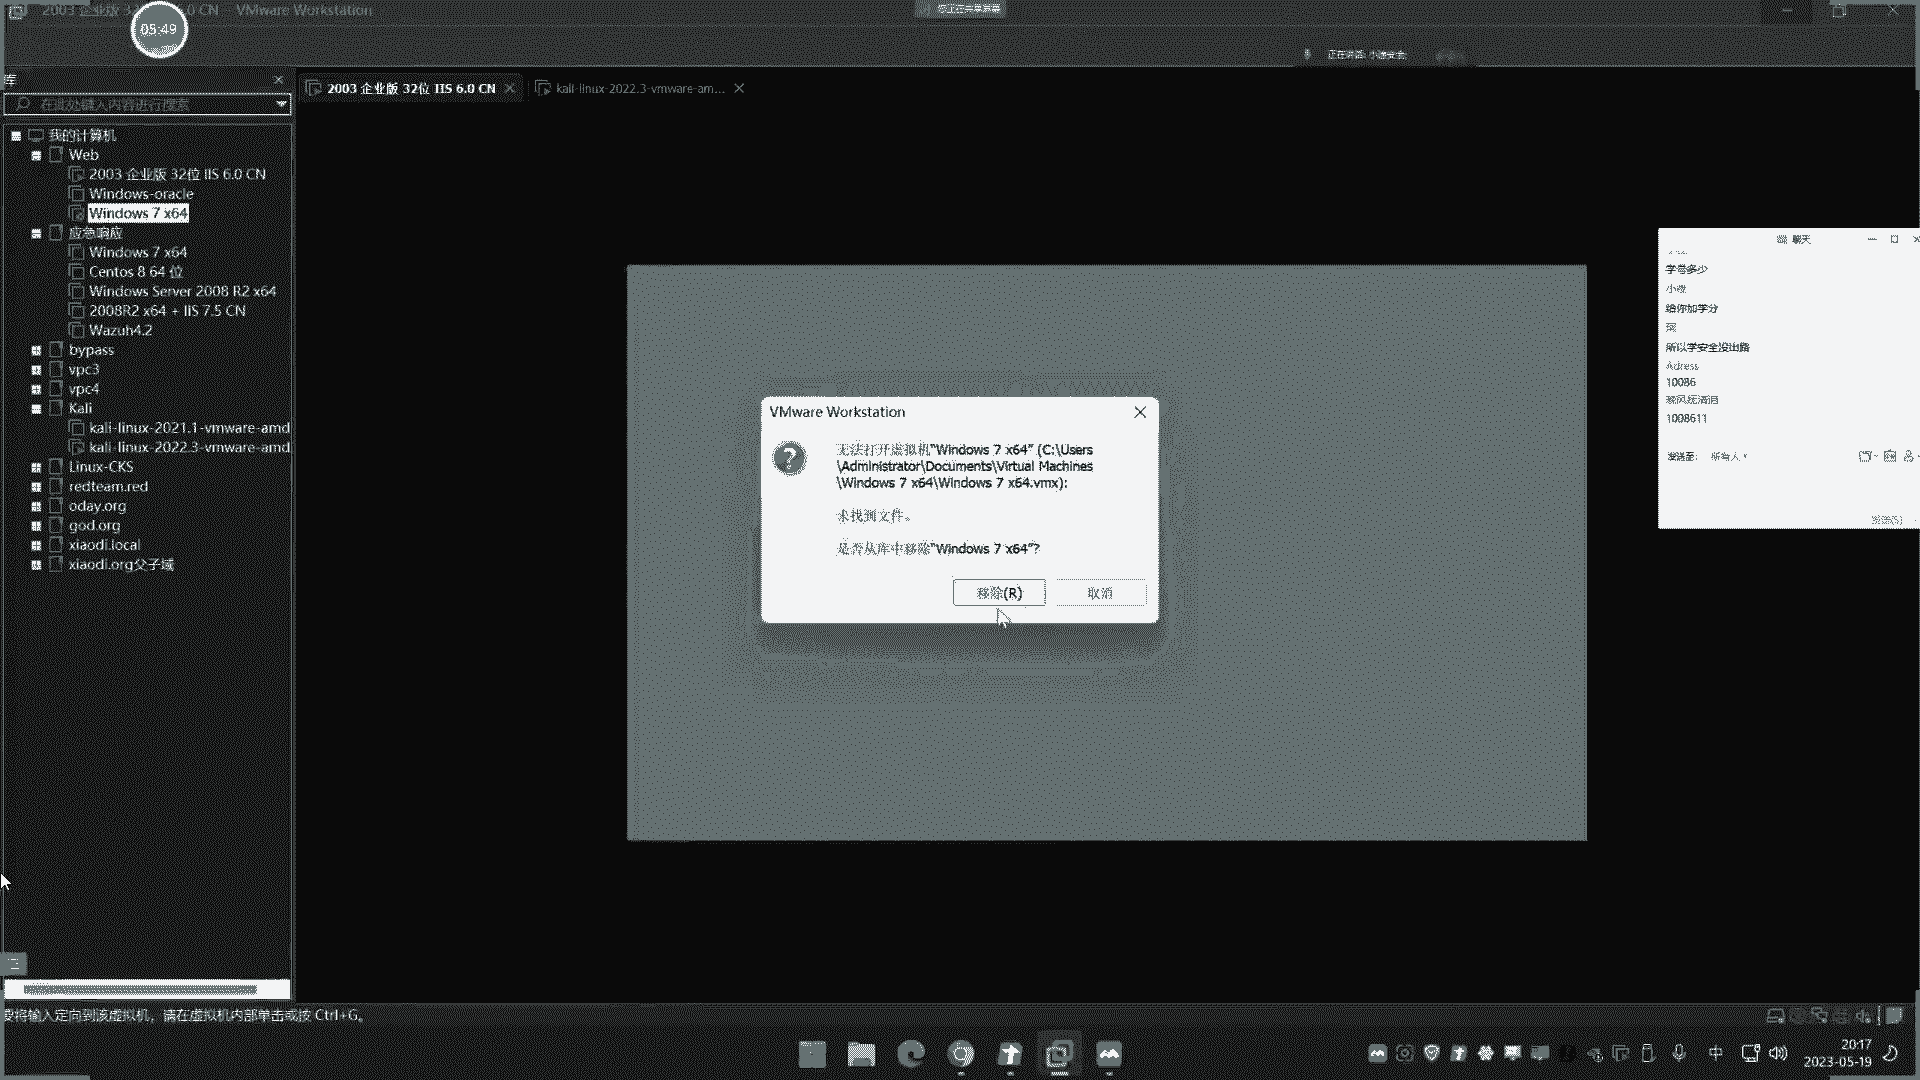 2003 企业版 32位 IIS 6.0 CN - VMware Workstation
您正在共享屏幕
05:49
正在讲话: 小迪安全
库
在此处键入内容进行搜索
2003 企业版 32位 IIS 6.0 CN
kali-linux-2022.3-vmware-am...
我的计算机
Web
2003 企业版 32位 IIS 6.0 CN
Windows-oracle
Windows 7 x64
应急响应
Windows 7 x64
Centos 8 64 位
Windows Server 2008 R2 x64
2008R2 x64 + IIS 7.5 CN
Wazuh4.2
bypass
vpc3
vpc4
Kali
kali-linux-2021.1-vmware-amd
kali-linux-2022.3-vmware-amd
Linux-CKS
redteam.red
0day.org
god.org
xiaodi.local
xiaodi.org父子域
VMware Workstation
无法打开虚拟机"Windows 7 x64" (C:\Users
\Administrator\Documents\Virtual Machines
\Windows 7 x64\Windows 7 x64.vmx):
未找到文件。
是否从库中移除"Windows 7 x64"?
移除(R)
取消
聊天
学号多少
给你加学分
所以学安全没出路
Adress
10086
1008611
发送至:
所有人
发送(S)
要将输入定向到该虚拟机，请在虚拟机内部单击或按 Ctrl+G。
中
20:17
2023-05-19